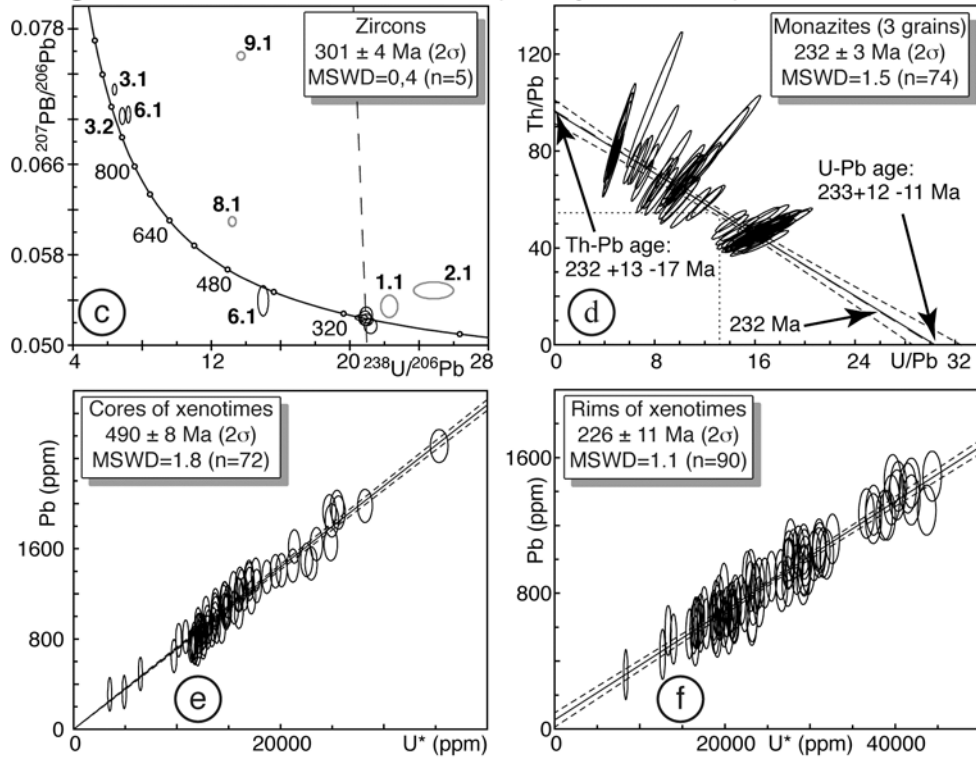 0.078
0.066
0.058
0.050
²⁰⁷PB/²⁰⁶Pb
9.1
3.1
6.1
3.2
800
8.1
640
480
6.1
1.1
2.1
320
c
Zircons
301 ± 4 Ma (2σ)
MSWD=0,4 (n=5)
4
8
12
16
20
²³⁸U/²⁰⁶Pb
28
120
80
40
0
Th/Pb
Monazites (3 grains)
232 ± 3 Ma (2σ)
MSWD=1.5 (n=74)
U-Pb age:
233+12 -11 Ma
Th-Pb age:
232 +13 -17 Ma
d
232 Ma
0
8
16
24
U/Pb
32
Cores of xenotimes
490 ± 8 Ma (2σ)
MSWD=1.8 (n=72)
Pb (ppm)
1600
800
0
e
0
20000
U* (ppm)
Rims of xenotimes
226 ± 11 Ma (2σ)
MSWD=1.1 (n=90)
Pb (ppm)
1600
800
0
f
0
20000
U* (ppm)
40000